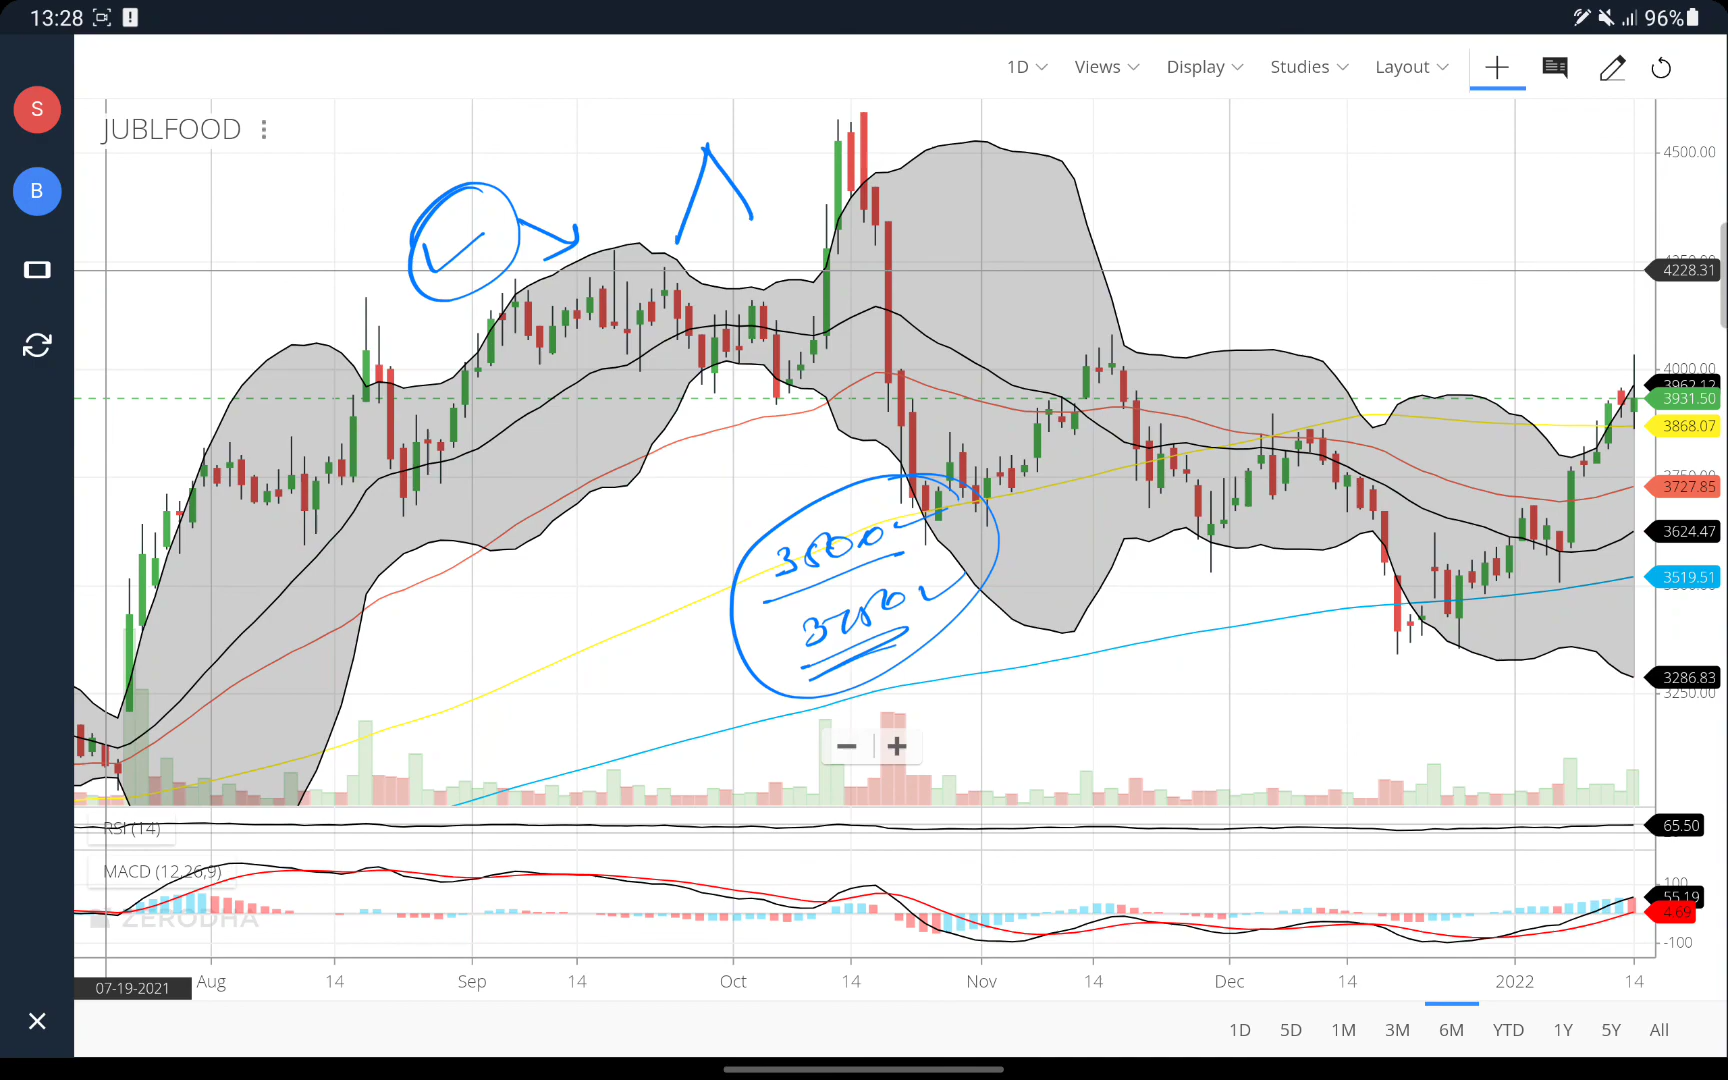 13:28
96%
1D Views Display Studies Layout
S
B
JUBLFOOD
4500.00
4228.31
4000.00
3931.50
3868.07
3750.00
3727.85
3624.47
3519.51
3286.83
3250.00
RSI (14)
65.50
MACD (12,26,9)
100
55.19
4.69
-100
ZERODHA
07-19-2021 Aug 14 Sep 14 Oct 14 Nov 14 Dec 14 2022 14
1D 5D 1M 3M 6M YTD 1Y 5Y All